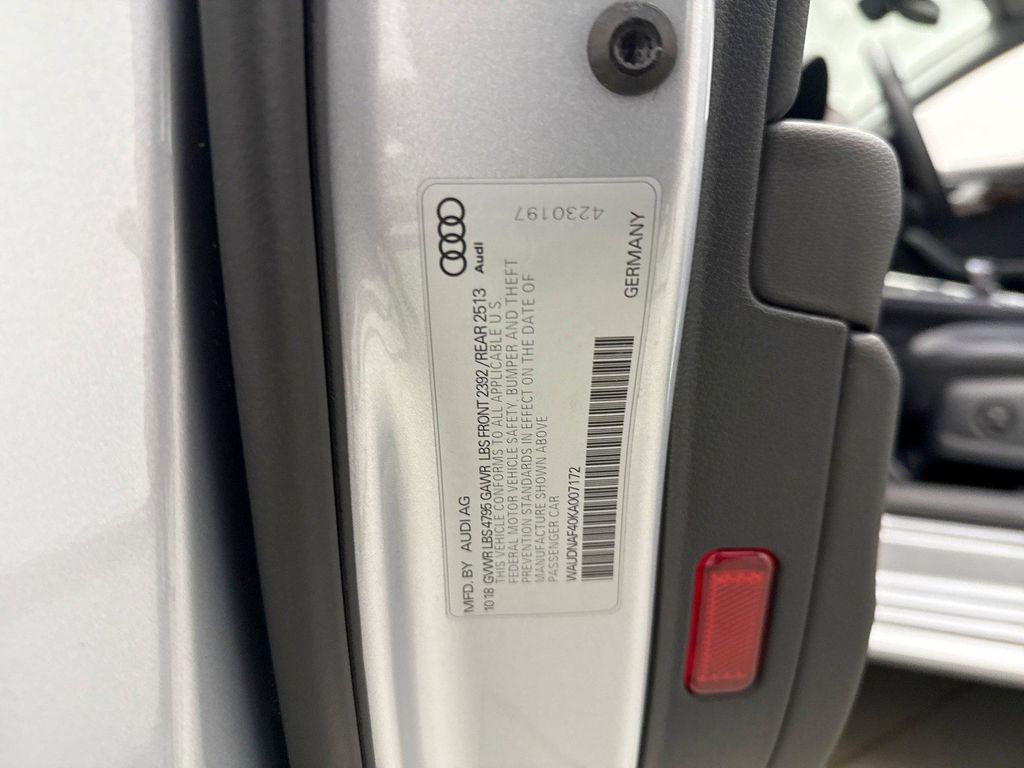 MFD. BY AUDI AG
Audi
10 18 GVWR LBS 4795 GAWR LBS FRONT 2392 / REAR 2513
THIS VEHICLE CONFORMS TO ALL APPLICABLE U S
FEDERAL MOTOR VEHICLE SAFETY, BUMPER AND THEFT
PREVENTION STANDARDS IN EFFECT ON THE DATE OF
MANUFACTURE SHOWN ABOVE
PASSENGER CAR
WAUDNAF40KA007172
4230197
GERMANY